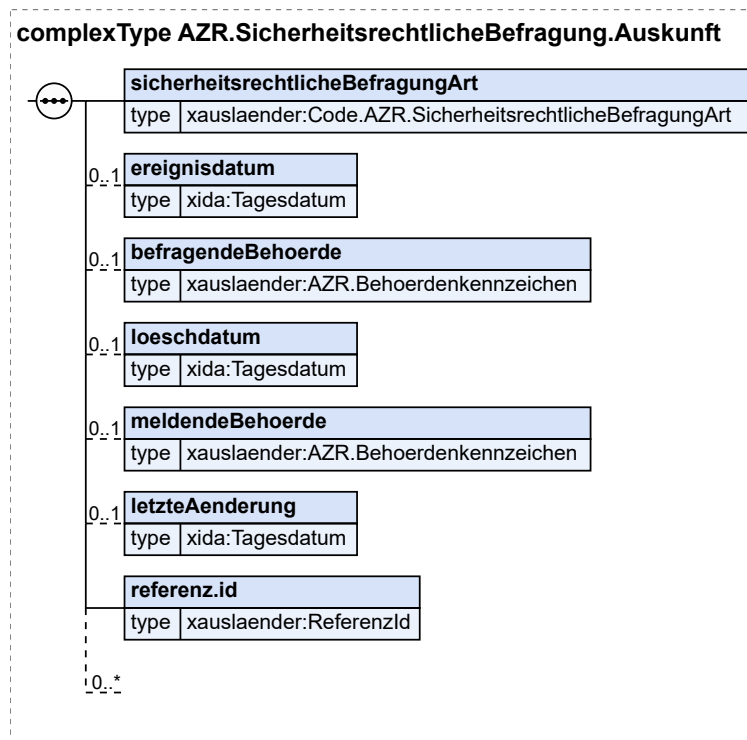 complexType AZR.SicherheitsrechtlicheBefragung.Auskunft
sicherheitsrechtlicheBefragungArt
type xauslaender:Code.AZR.SicherheitsrechtlicheBefragungArt
0..1 ereignisdatum
type xida:Tagesdatum
0..1 befragendeBehoerde
type xauslaender:AZR.Behoerdenkennzeichen
0..1 loeschdatum
type xida:Tagesdatum
0..1 meldendeBehoerde
type xauslaender:AZR.Behoerdenkennzeichen
0..1 letzteAenderung
type xida:Tagesdatum
referenz.id
type xauslaender:ReferenzId
0..*